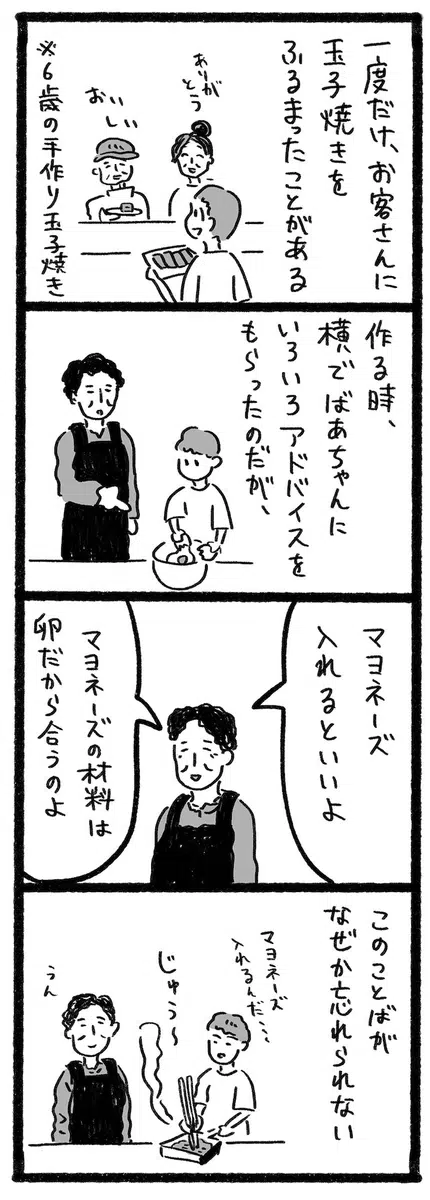 一度だけ、お客さんに
玉子焼きを
ふるまったことがある
ありが
とう
おい
しい
※6歳の手作り玉子焼き
作る時、
横でばあちゃんに
いろいろアドバイスを
もらったのだが、
マヨネーズ
入れるといいよ
マヨネーズの材料は
卵だから合うのよ
このことばが
なぜか忘れられない
マヨネーズ
入れるんだ…
じゅう〜
うん